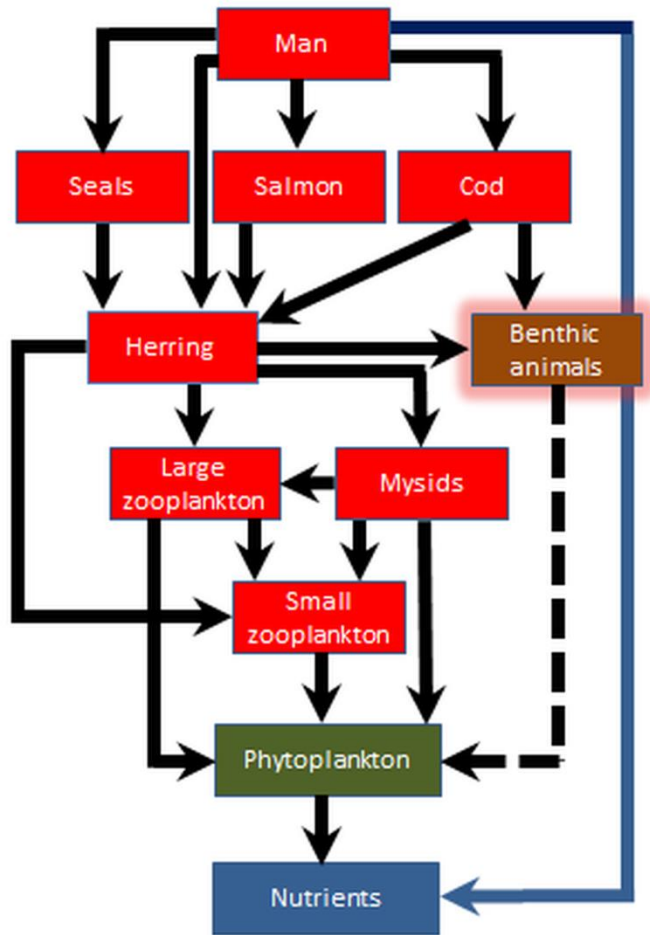 Man
Seals
Salmon
Cod
Herring
Benthic
animals
Large
zooplankton
Mysids
Small
zooplankton
Phytoplankton
Nutrients